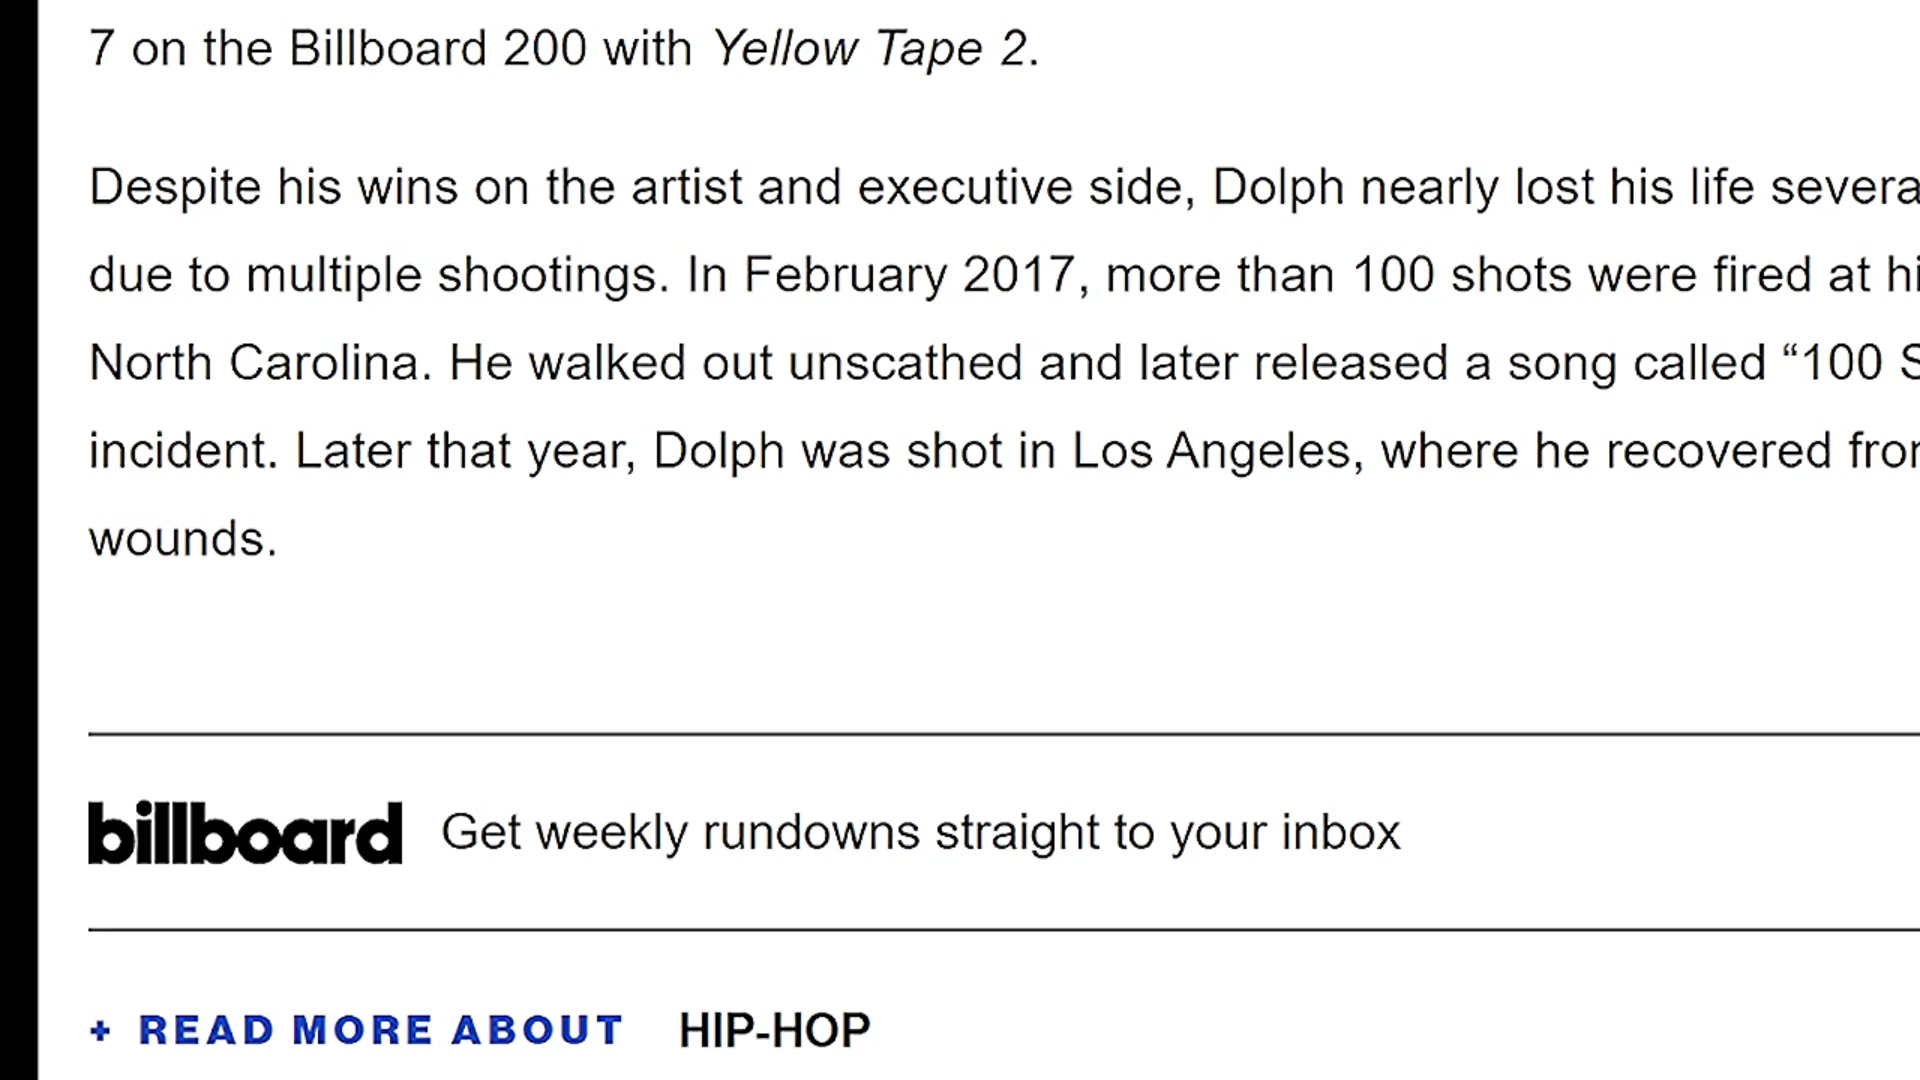 7 on the Billboard 200 with Yellow Tape 2.
Despite his wins on the artist and executive side, Dolph nearly lost his life
due to multiple shootings. In February 2017, more than 100 shots were fired at
North Carolina. He walked out unscathed and later released a song called “100
incident. Later that year, Dolph was shot in Los Angeles, where he recovered
wounds.
billboard Get weekly rundowns straight to your inbox
+ READ MORE ABOUT HIP-HOP